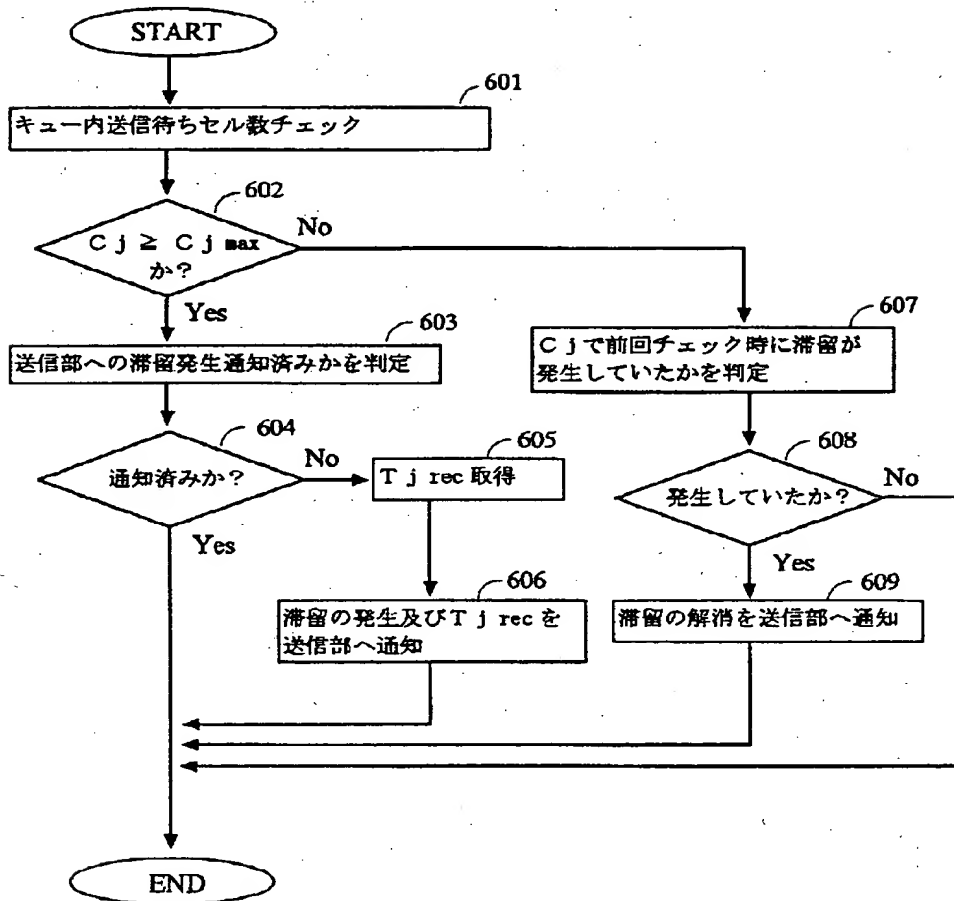 START
601
キュー内送信待ちセル数チェック
602
Cj ≧ Cj max
か?
No
Yes
603
送信部への滞留発生通知済みかを判定
607
Cjで前回チェック時に滞留が
発生していたかを判定
604
通知済みか?
No
Yes
605
Tj rec 取得
608
発生していたか?
No
Yes
606
滞留の発生及びTj recを
送信部へ通知
609
滞留の解消を送信部へ通知
END